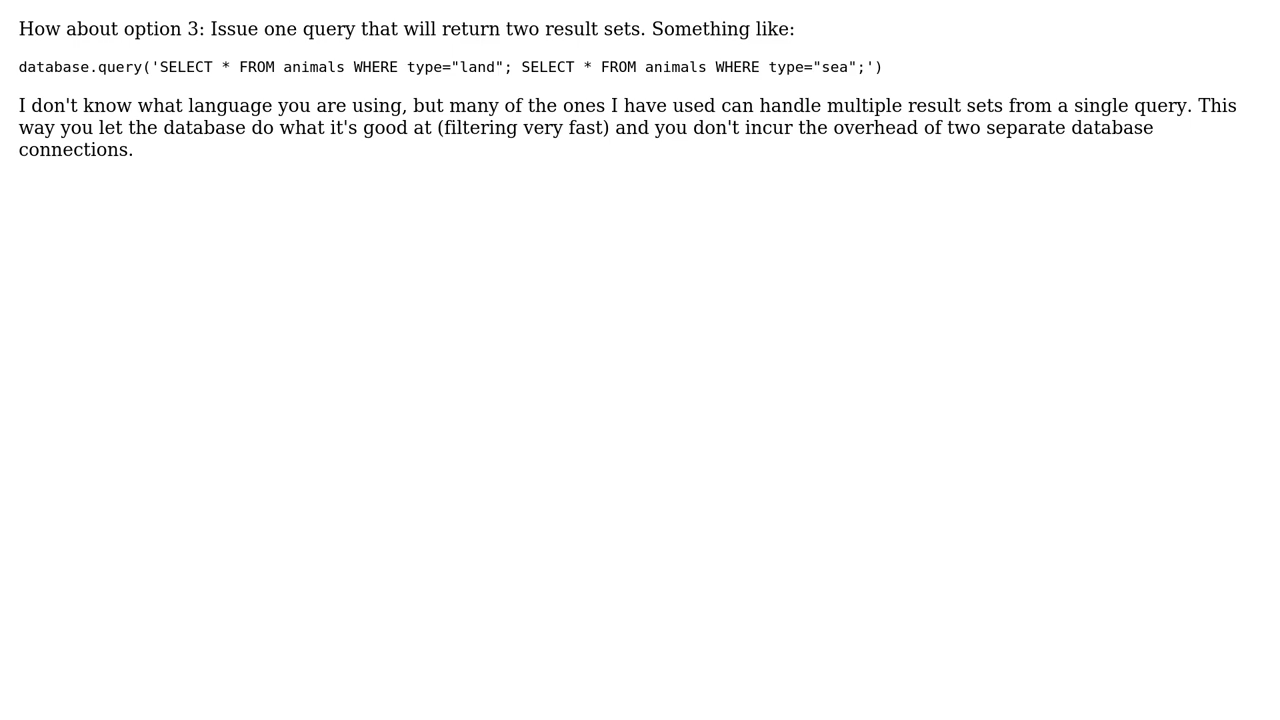 How about option 3: Issue one query that will return two result sets. Something like:
database.query('SELECT * FROM animals WHERE type="land"; SELECT * FROM animals WHERE type="sea";')
I don't know what language you are using, but many of the ones I have used can handle multiple result sets from a single query. This
way you let the database do what it's good at (filtering very fast) and you don't incur the overhead of two separate database
connections.